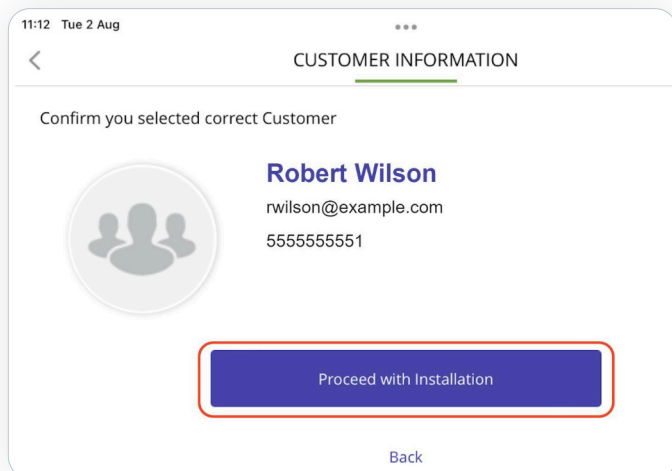 11:12 Tue 2 Aug
CUSTOMER INFORMATION
Confirm you selected correct Customer
Robert Wilson
rwilson@example.com
5555555551
Proceed with Installation
Back